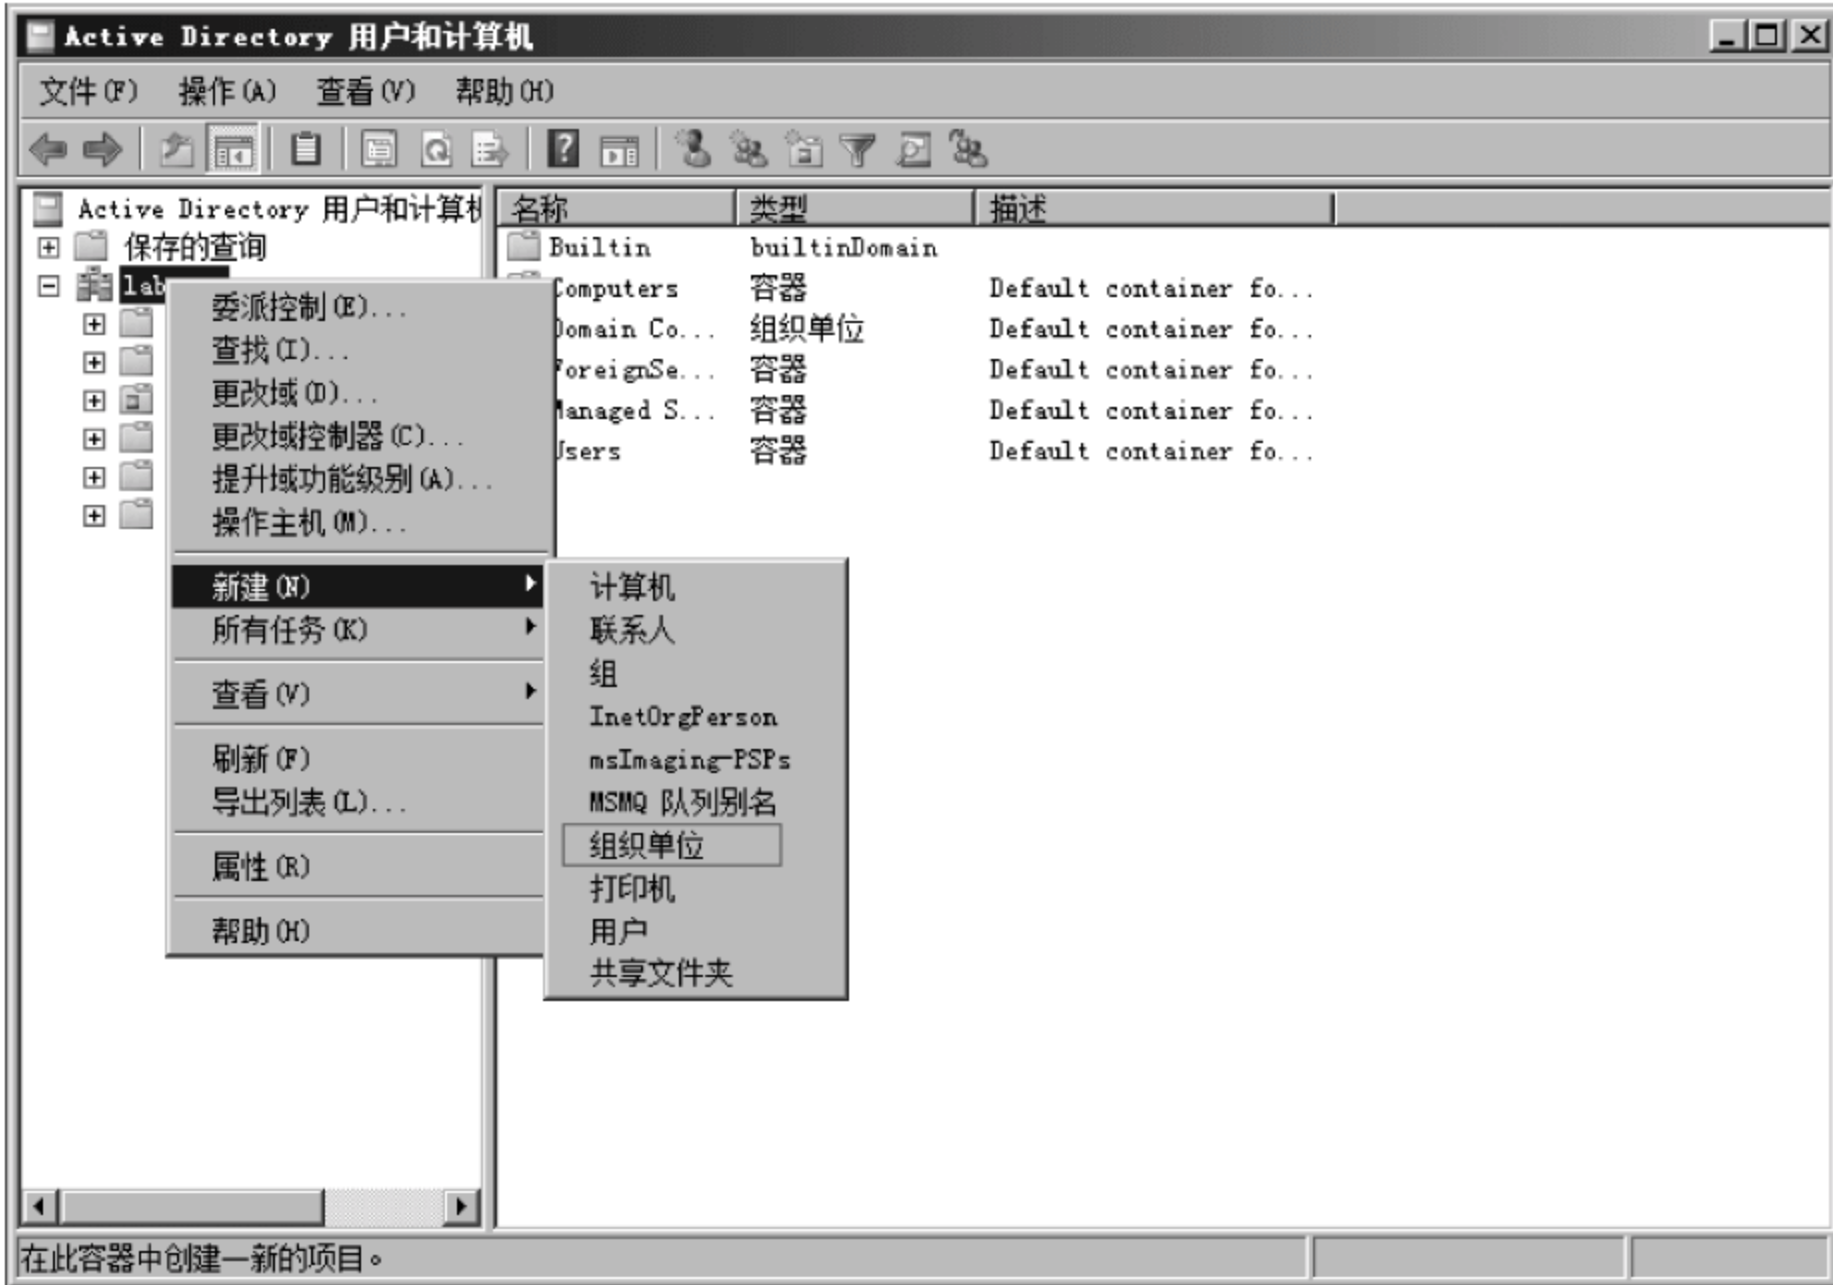 Active Directory 用户和计算机
文件(F) 操作(A) 查看(V) 帮助(H)
Active Directory 用户和计算机
保存的查询
lab
名称 类型 描述
Builtin builtinDomain
Computers 容器 Default container fo...
Domain Co... 组织单位 Default container fo...
ForeignSe... 容器 Default container fo...
Managed S... 容器 Default container fo...
Users 容器 Default container fo...
委派控制(E)...
查找(I)...
更改域(D)...
更改域控制器(C)...
提升域功能级别(A)...
操作主机(M)...
新建(N)
所有任务(K)
查看(V)
刷新(F)
导出列表(L)...
属性(R)
帮助(H)
计算机
联系人
组
InetOrgPerson
msImaging-PSPs
MSMQ 队列别名
组织单位
打印机
用户
共享文件夹
在此容器中创建一新的项目。